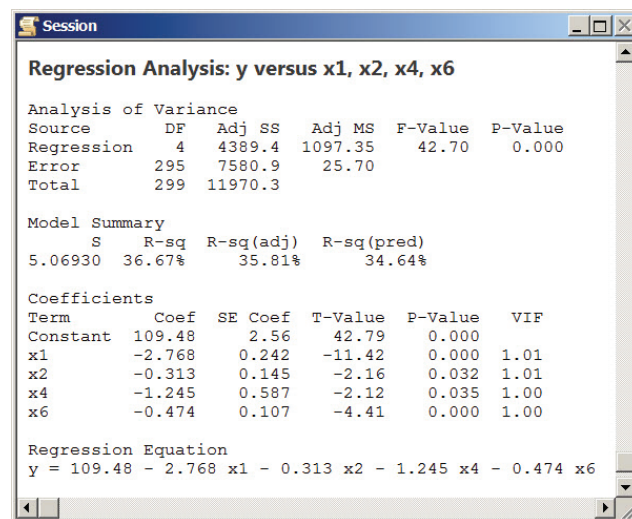 Session
Regression Analysis: y versus x1, x2, x4, x6
Analysis of Variance
Source DF Adj SS Adj MS F-Value P-Value
Regression 4 4389.4 1097.35 42.70 0.000
Error 295 7580.9 25.70
Total 299 11970.3
Model Summary
S R-sq R-sq(adj) R-sq(pred)
5.06930 36.67% 35.81% 34.64%
Coefficients
Term Coef SE Coef T-Value P-Value VIF
Constant 109.48 2.56 42.79 0.000
x1 -2.768 0.242 -11.42 0.000 1.01
x2 -0.313 0.145 -2.16 0.032 1.01
x4 -1.245 0.587 -2.12 0.035 1.00
x6 -0.474 0.107 -4.41 0.000 1.00
Regression Equation
y = 109.48 - 2.768 x1 - 0.313 x2 - 1.245 x4 - 0.474 x6